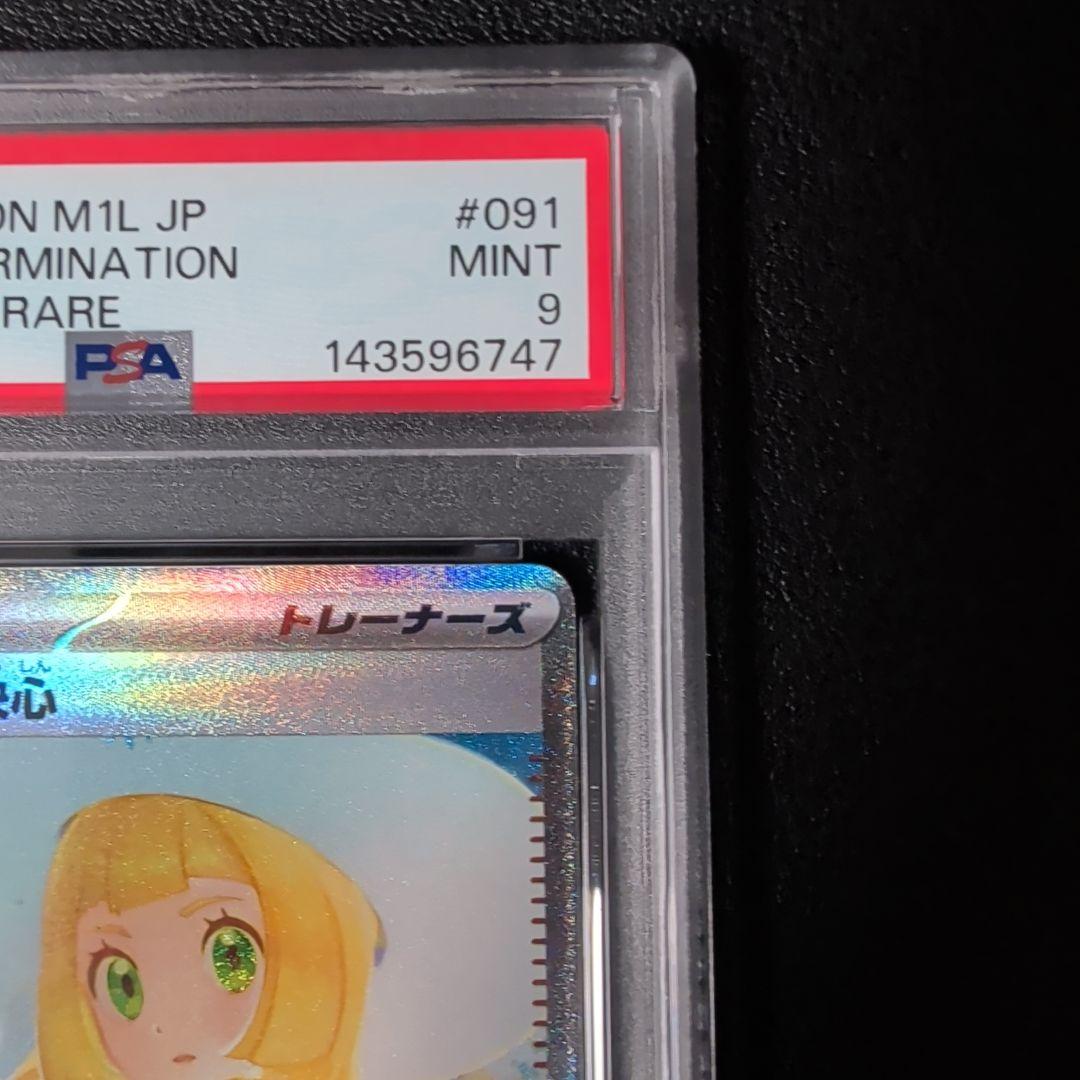 ON M1L JP #091
RMINATION MINT
RARE 9
PSA 143596747
トレーナーズ
しん
決心